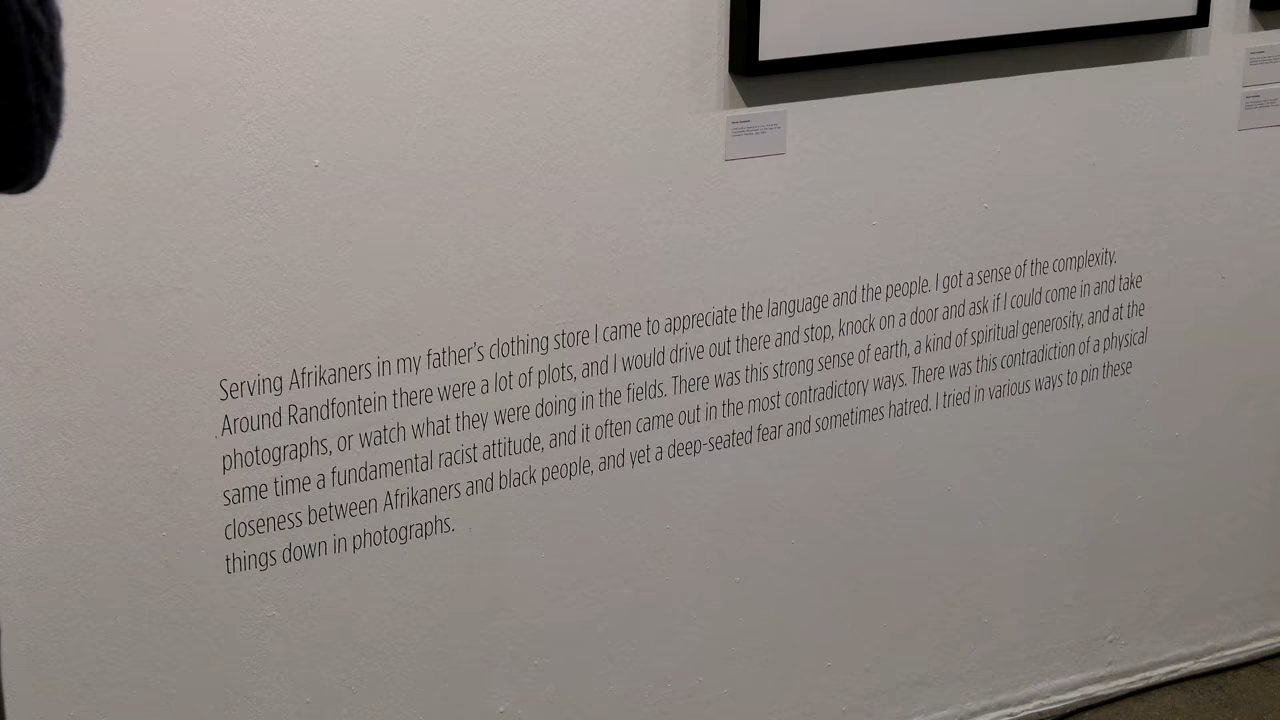 Serving Afrikaners in my father's clothing store I came to appreciate the language and the people. I got a sense of the complexity.
Around Randfontein there were a lot of plots, and I would drive out there and stop, knock on a door and ask if I could come in and take
photographs, or watch what they were doing in the fields. There was this strong sense of earth, a kind of spiritual generosity, and at the
same time a fundamental racist attitude, and it often came out in the most contradictory ways. There was this contradiction of a physical
closeness between Afrikaners and black people, and yet a deep-seated fear and sometimes hatred. I tried in various ways to pin these
things down in photographs.